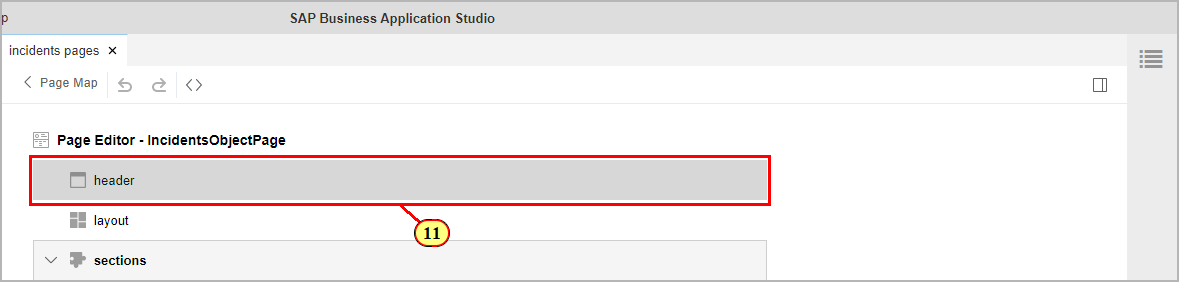 p
SAP Business Application Studio
incidents pages ×
Page Map
Page Editor - IncidentsObjectPage
header
layout
11
sections